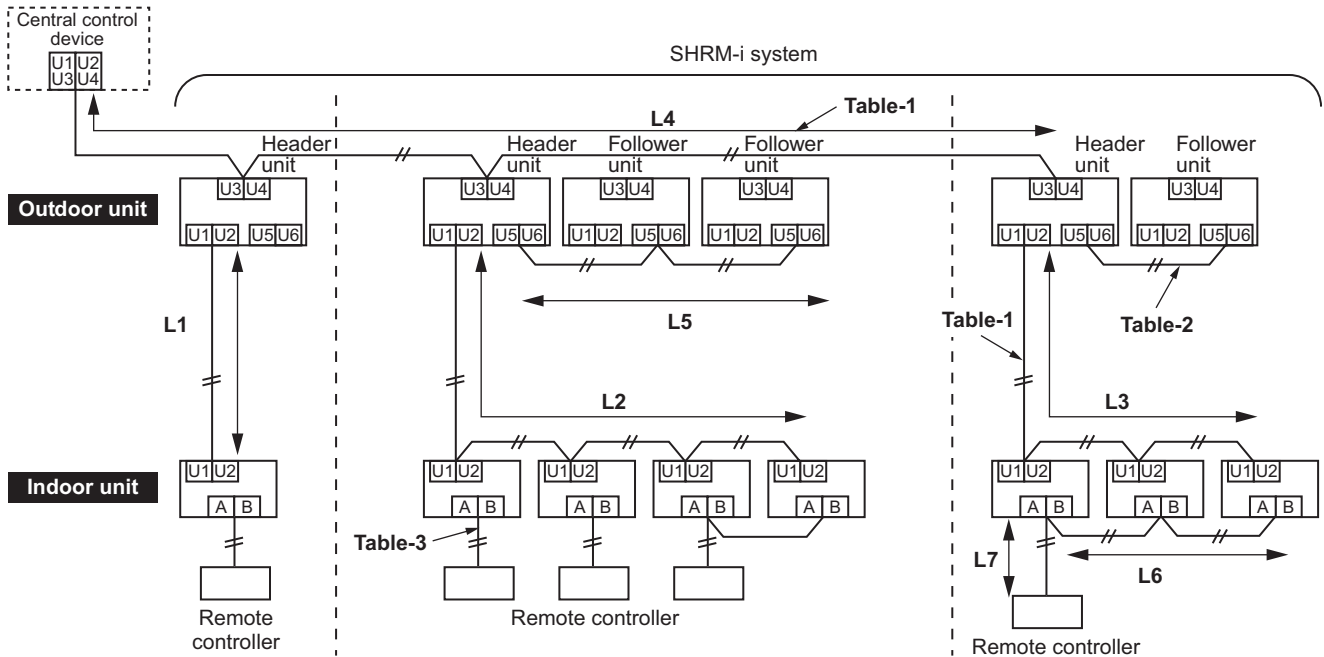 Central control
device
U1 U2
U3 U4
SHRM-i system
L4
Table-1
Header
unit
Header
unit
Follower
unit
Follower
unit
Header
unit
Follower
unit
Outdoor unit
U3 U4
U3 U4
U3 U4
U3 U4
U3 U4
U3 U4
U1 U2 U5 U6
U1 U2 U5 U6
U1 U2 U5 U6
U1 U2 U5 U6
U1 U2 U5 U6
U1 U2 U5 U6
L1
L5
Table-1
Table-2
L2
L3
Indoor unit
U1 U2
U1 U2
U1 U2
U1 U2
U1 U2
U1 U2
U1 U2
U1 U2
A B
A B
A B
A B
A B
A B
A B
A B
Table-3
L7
L6
Remote
controller
Remote controller
Remote controller